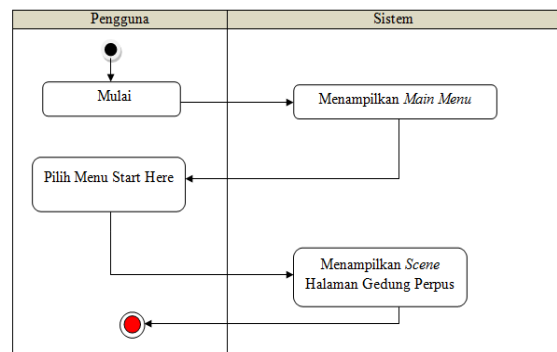 Pengguna
Sistem
Mulai
Menampilkan Main Menu
Pilih Menu Start Here
Menampilkan Scene
Halaman Gedung Perpus